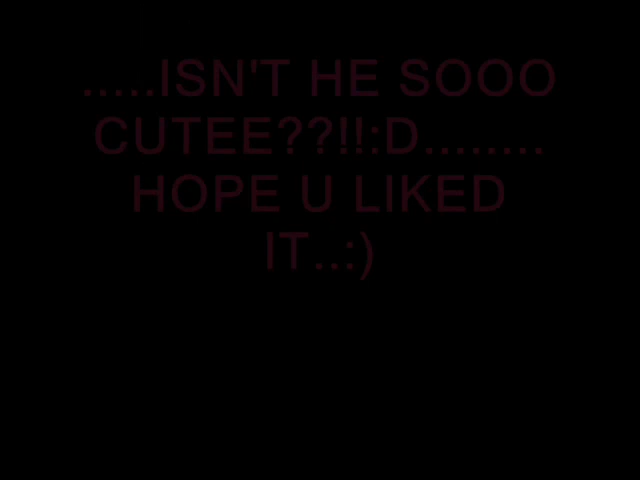 .....ISN'T HE SOOO
CUTEE??!!:D........
HOPE U LIKED
IT..:)